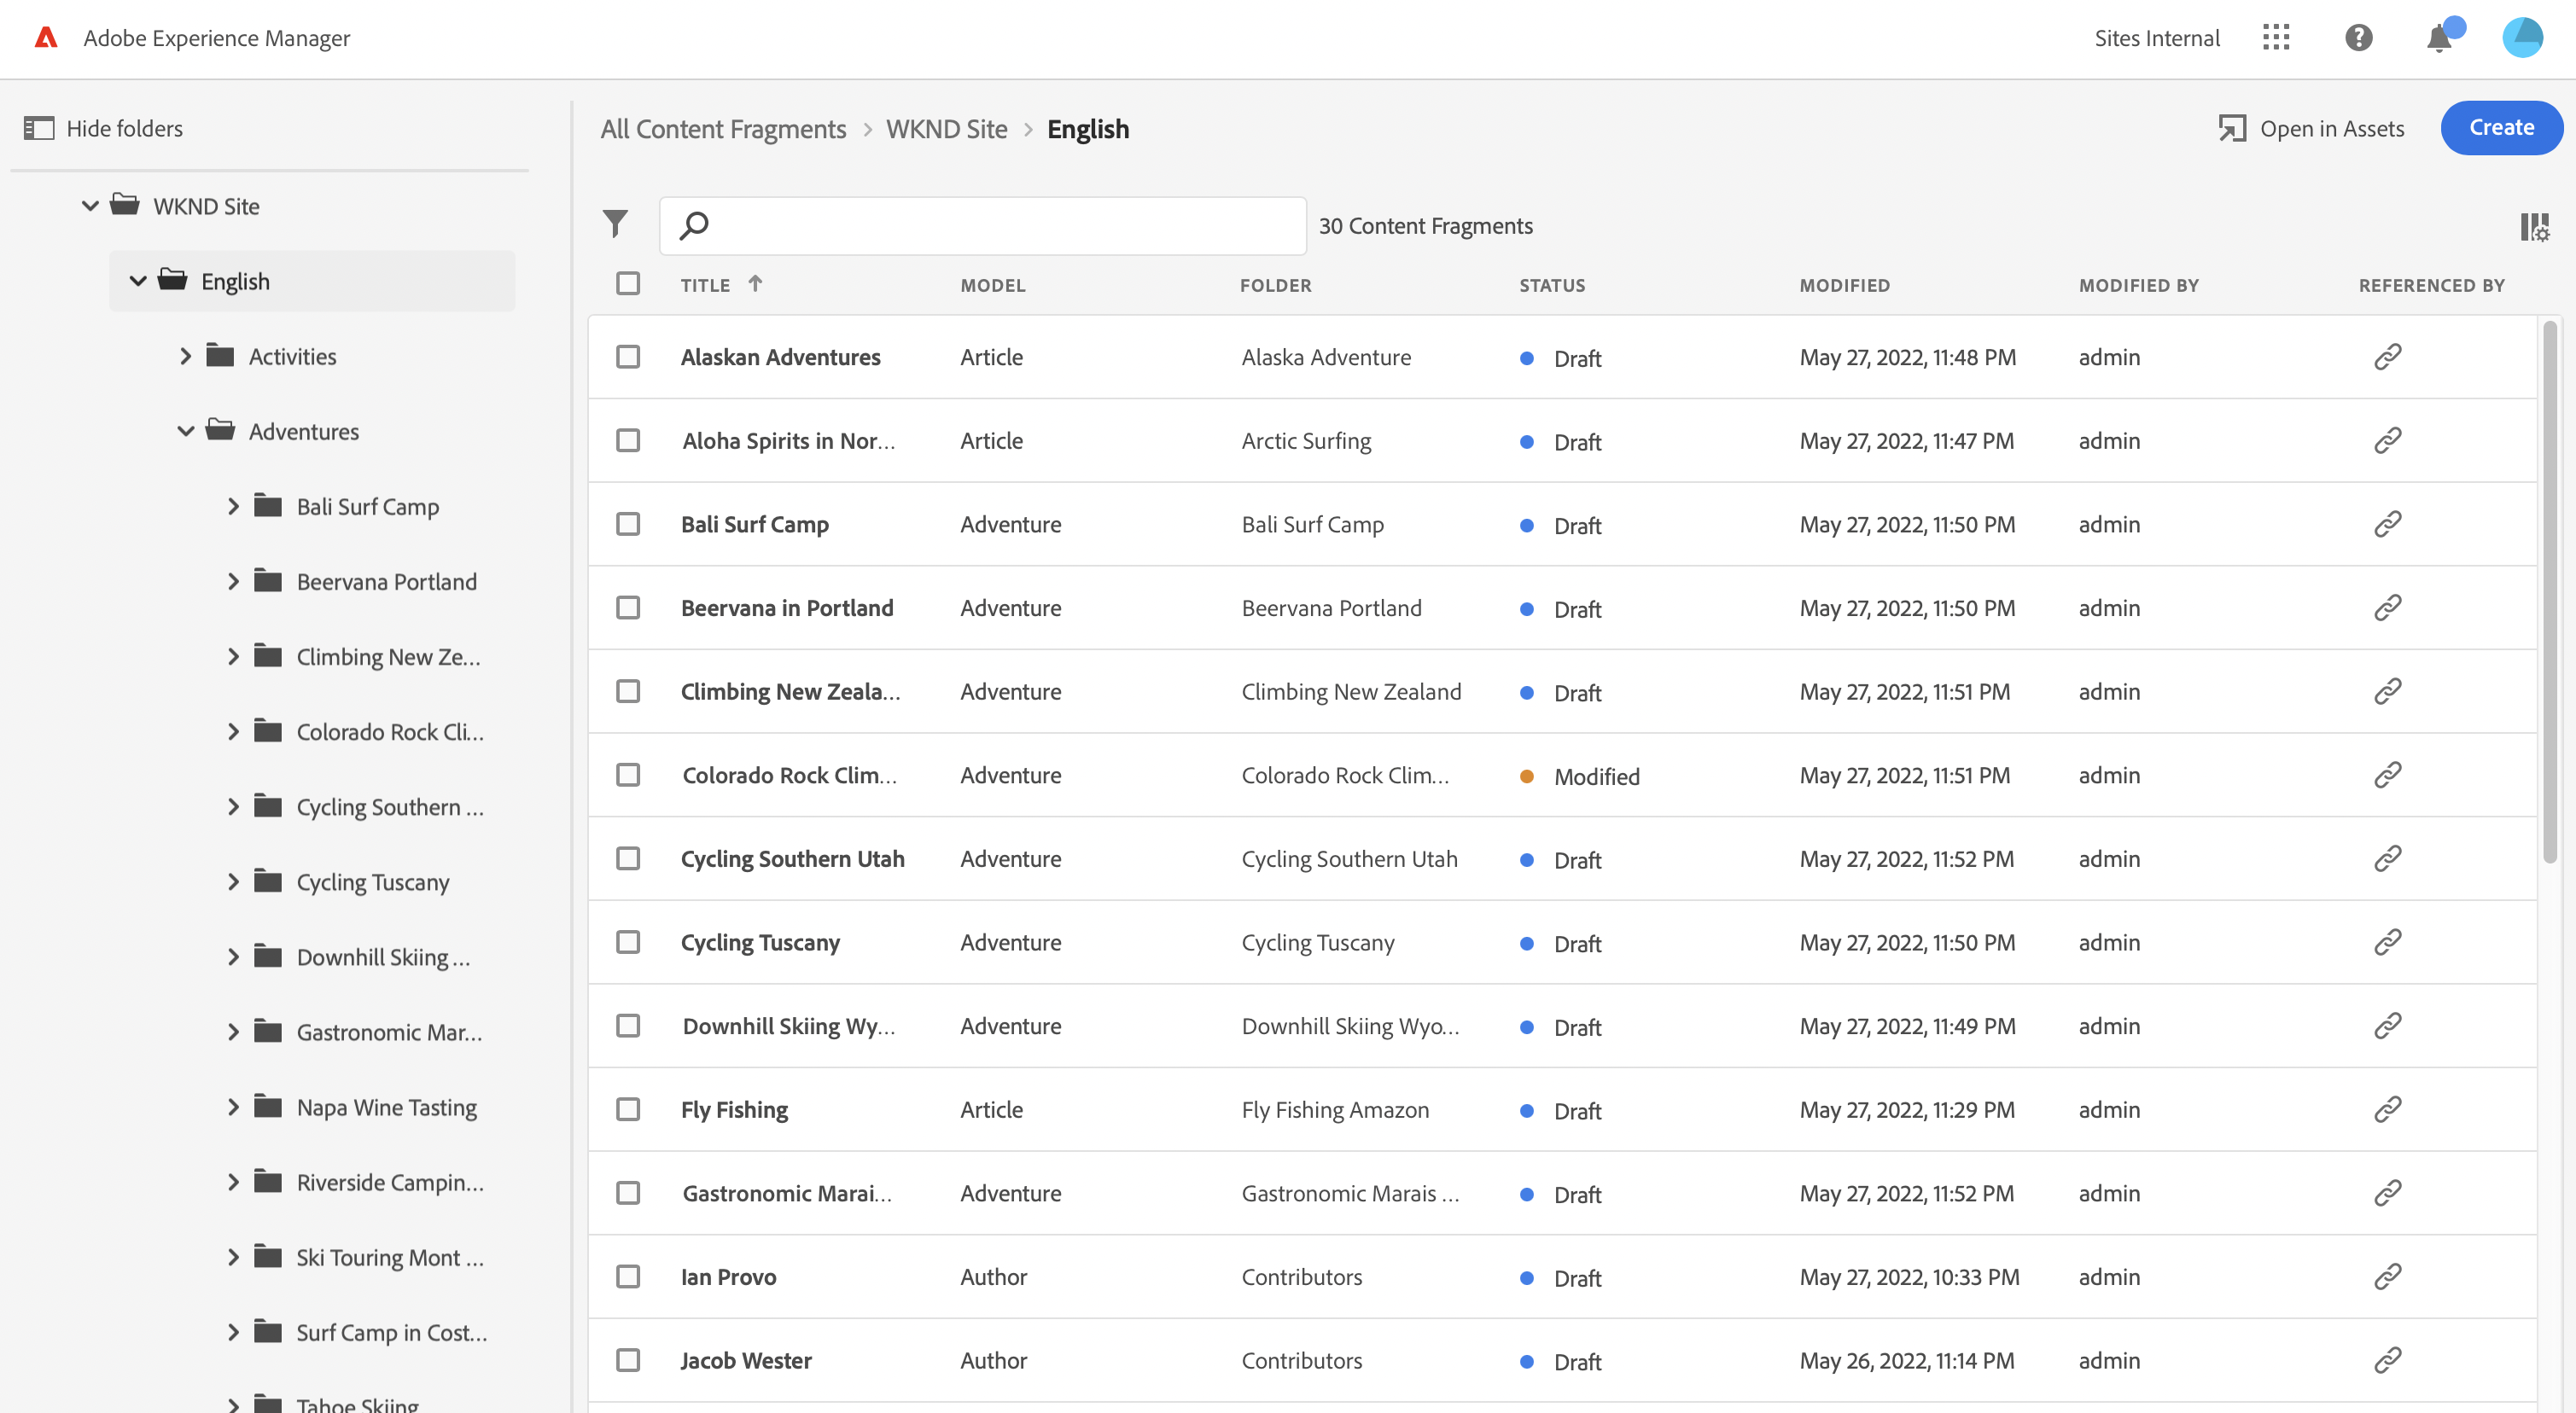 Adobe Experience Manager
Sites Internal
Hide folders
WKND Site
English
Activities
Adventures
Bali Surf Camp
Beervana Portland
Climbing New Ze...
Colorado Rock Cli...
Cycling Southern ...
Cycling Tuscany
Downhill Skiing ...
Gastronomic Mar...
Napa Wine Tasting
Riverside Campin...
Ski Touring Mont ...
Surf Camp in Cost...
Tahoe Skiing
All Content Fragments > WKND Site > English
Open in Assets
Create
30 Content Fragments
TITLE MODEL FOLDER STATUS MODIFIED MODIFIED BY REFERENCED BY
Alaskan Adventures Article Alaska Adventure Draft May 27, 2022, 11:48 PM admin
Aloha Spirits in Nor... Article Arctic Surfing Draft May 27, 2022, 11:47 PM admin
Bali Surf Camp Adventure Bali Surf Camp Draft May 27, 2022, 11:50 PM admin
Beervana in Portland Adventure Beervana Portland Draft May 27, 2022, 11:50 PM admin
Climbing New Zeala... Adventure Climbing New Zealand Draft May 27, 2022, 11:51 PM admin
Colorado Rock Clim... Adventure Colorado Rock Clim... Modified May 27, 2022, 11:51 PM admin
Cycling Southern Utah Adventure Cycling Southern Utah Draft May 27, 2022, 11:52 PM admin
Cycling Tuscany Adventure Cycling Tuscany Draft May 27, 2022, 11:50 PM admin
Downhill Skiing Wy... Adventure Downhill Skiing Wyo... Draft May 27, 2022, 11:49 PM admin
Fly Fishing Article Fly Fishing Amazon Draft May 27, 2022, 11:29 PM admin
Gastronomic Marai... Adventure Gastronomic Marais ... Draft May 27, 2022, 11:52 PM admin
Ian Provo Author Contributors Draft May 27, 2022, 10:33 PM admin
Jacob Wester Author Contributors Draft May 26, 2022, 11:14 PM admin